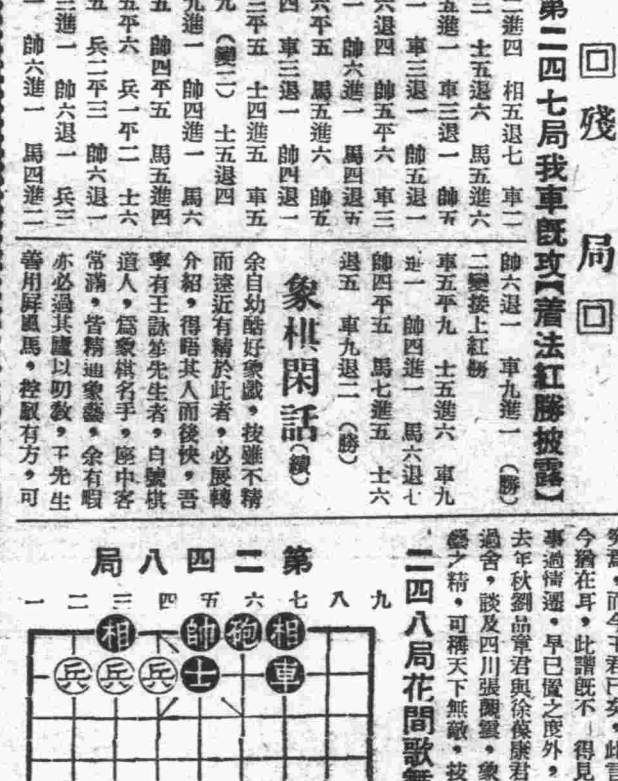 回 殘 局 回
第二四七局我車既攻【着法紅勝披露】
二進四 相五退七 車二
二 士五退六 馬五進六
五進一 車三退一 帥五
一 車三退一 帥五退一
六退四 帥五平六 車三
一 帥六進一 馬四退五
六平五 馬五進六 帥五
四 車三退一 帥四退一
三平五 士四進五 車五
九 (變二) 士五退四
九進一 帥四進一 馬六
五 帥四平五 馬五進四
五平六 兵一平二 士六
五 兵二平三 帥六退一
三進一 帥六退一 兵三
一 帥六進一 馬四進二
帥六退一 車九進一 (勝)
二變接上紅勝
車五平九 士五進六 車九
進一 帥四進一 馬六退七
帥四平五 馬七進五 士六
退五 車九退二 (勝)
象棋閑話(續)
余自幼酷好象戲,技雖不精
而遠近有精於此者,必展轉
介紹,得晤其人而後快,吾
寧有王詠笙先生者,自號棋
道人,爲象棋名手,座中客
常滿,皆精通象藝,余有暇
亦必過其廬以叨敎,王先生
善用屏風馬,控馭有方,可
今猶在耳,此譜既不 得見
事過情遷,早已置之度外,
去年秋劉品章君與徐葆康君
過舍,談及四川張觀雲,象
藝之精,可稱天下無敵,技
二四八局花間歌舞
第二四八局
一 二 三 四 五 六 七 八 九
相 帥 砲 相
兵 兵 兵 士 車